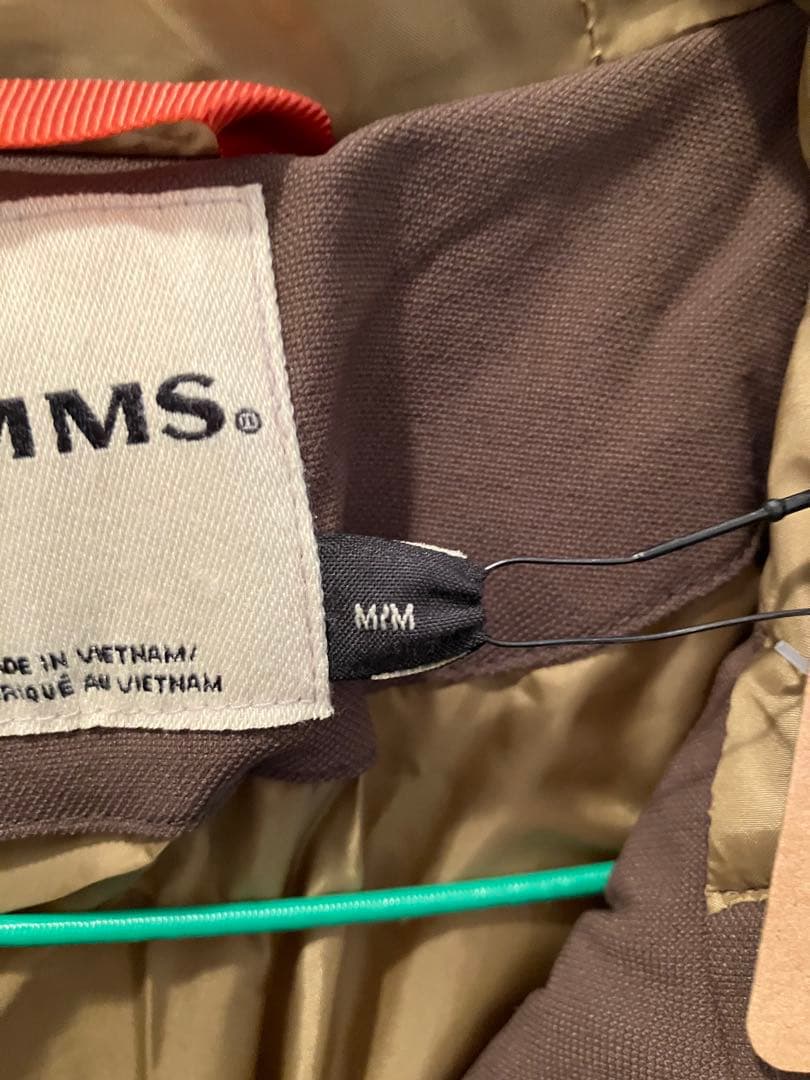 MMS®
M/M
DE IN VIETNAM/
RIQUÉ AU VIETNAM